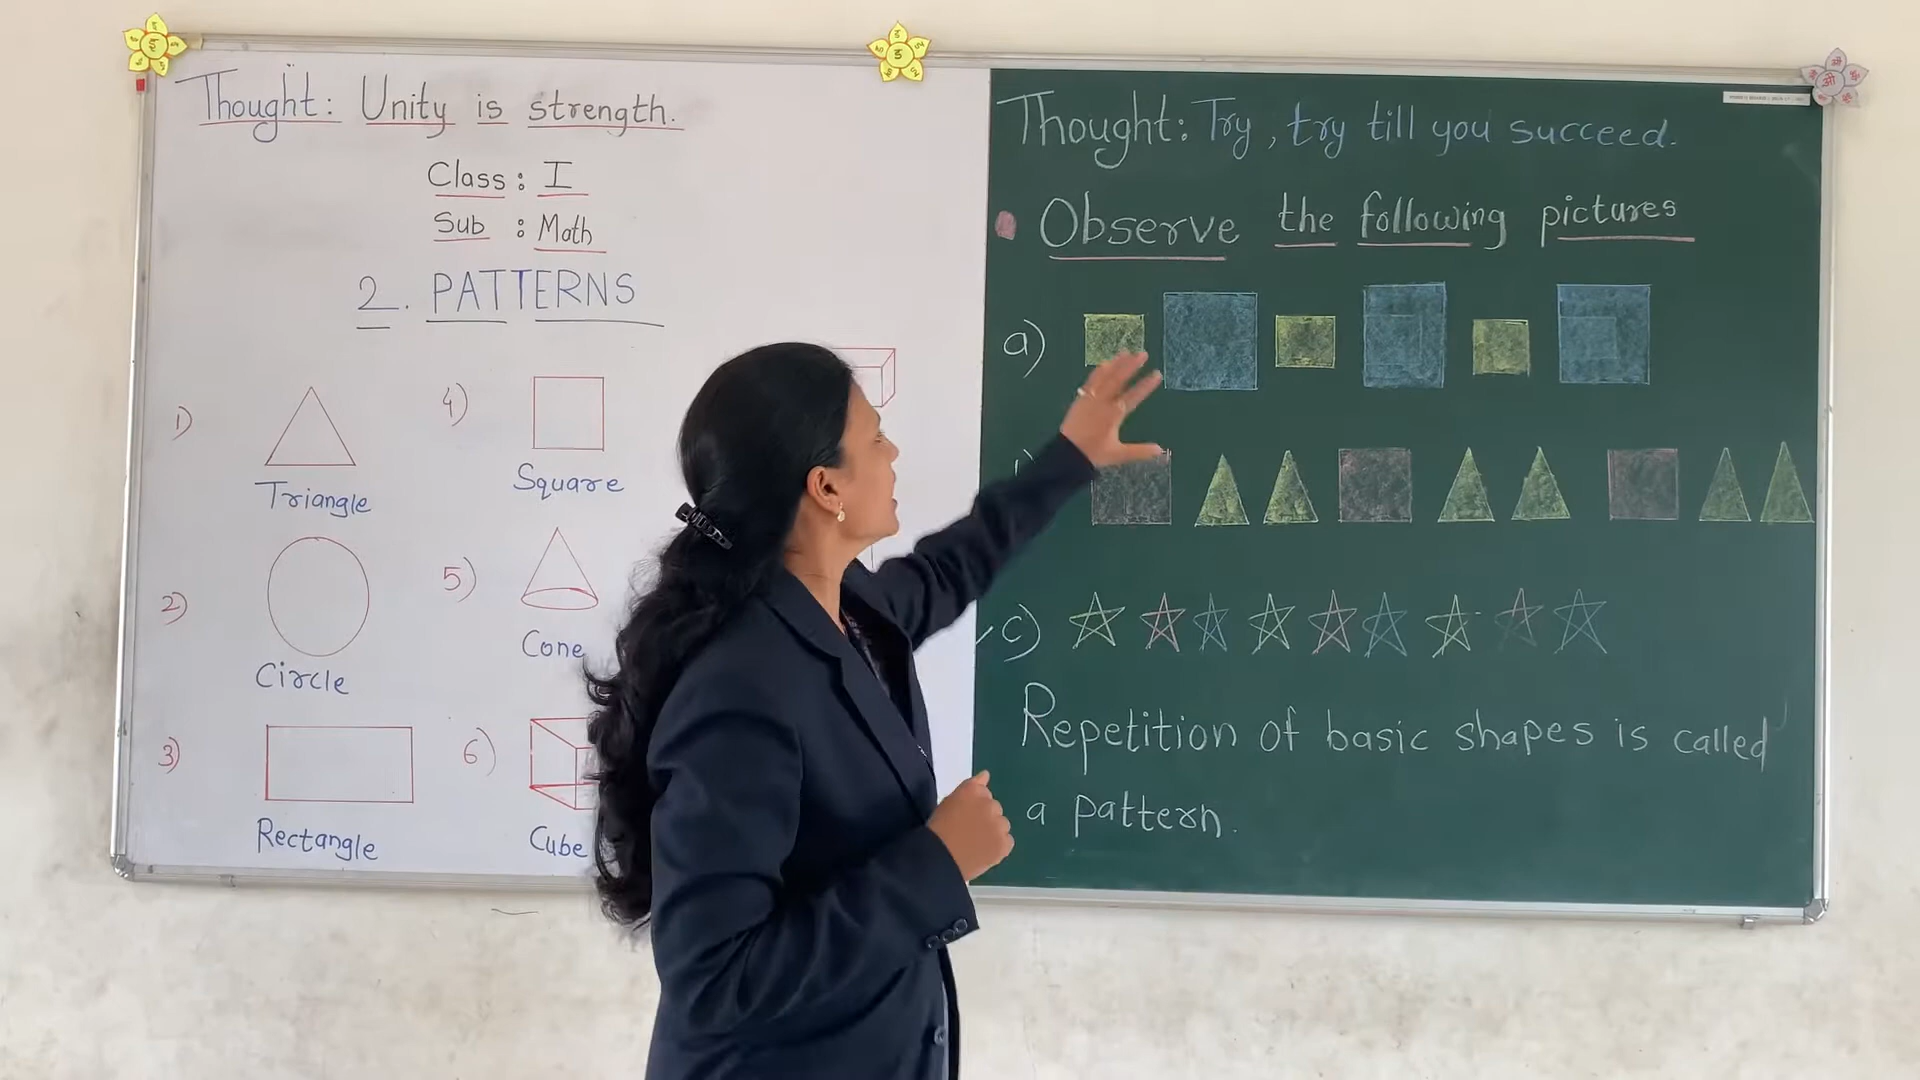 Thought: Unity is strength.
Class: I
Sub : Math
2. PATTERNS
1)
Triangle
4)
Square
2)
Circle
5)
Cone
3)
Rectangle
6)
Cube
Thought: Try, try till you succeed.
Observe the following pictures
a)
c)
Repetition of basic shapes is called
a pattern.